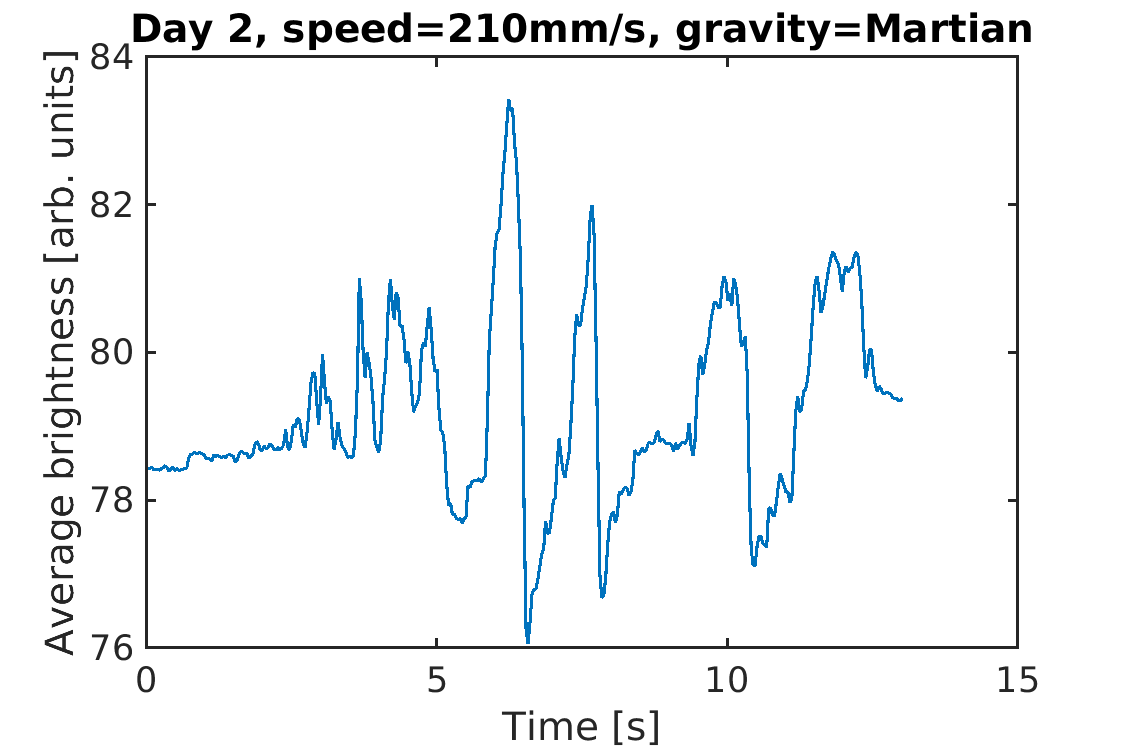 Day 2, speed=210mm/s, gravity=Martian
Average brightness [arb. units]
84
82
80
78
76
0 5 10 15
Time [s]